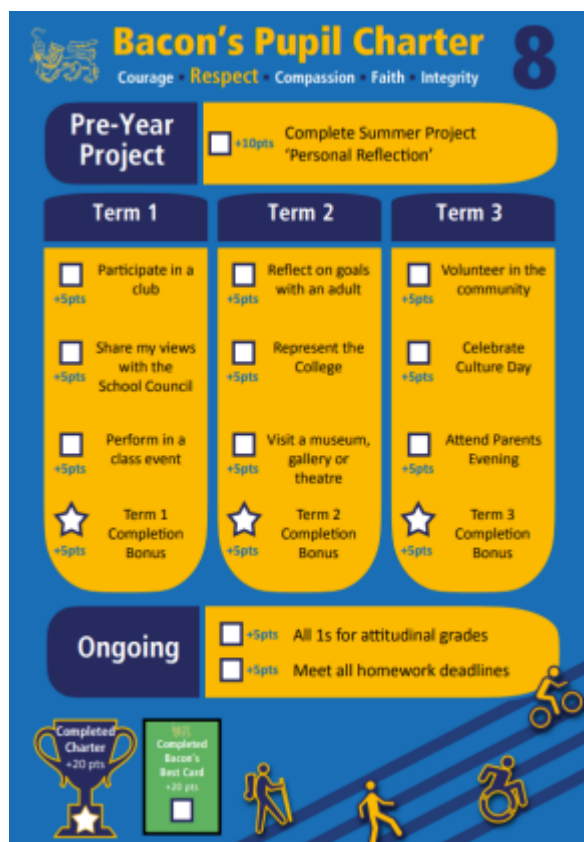 Bacon's Pupil Charter
8
Courage • Respect • Compassion • Faith • Integrity
Pre-Year
Project
+10pts
Complete Summer Project
'Personal Reflection'
Term 1
+5pts
Participate in a
club
+5pts
Share my views
with the
School Council
+5pts
Perform in a
class event
+5pts
Term 1
Completion
Bonus
Term 2
+5pts
Reflect on goals
with an adult
+5pts
Represent the
College
+5pts
Visit a museum,
gallery or
theatre
+5pts
Term 2
Completion
Bonus
Term 3
+5pts
Volunteer in the
community
+5pts
Celebrate
Culture Day
+5pts
Attend Parents
Evening
+5pts
Term 3
Completion
Bonus
Ongoing
+5pts All 1s for attitudinal grades
+5pts Meet all homework deadlines
Completed
Charter
+20 pts
Completed
Bacon's
Best Card
+20 pts